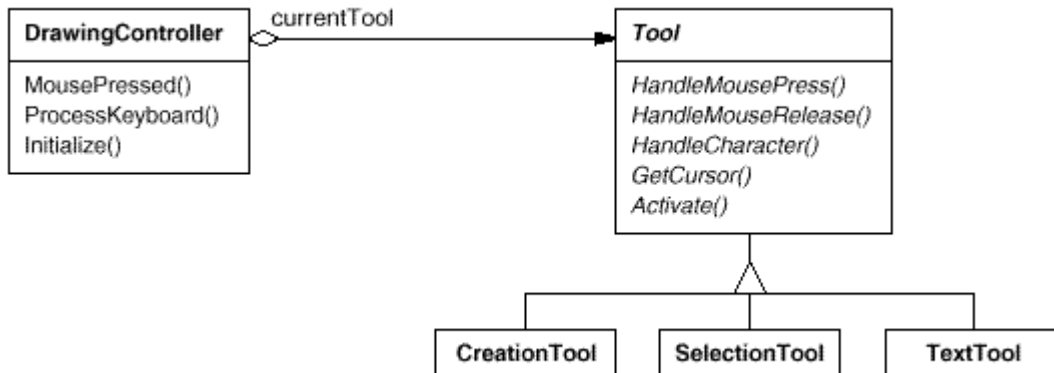 currentTool
DrawingController
MousePressed()
ProcessKeyboard()
Initialize()
Tool
HandleMousePress()
HandleMouseRelease()
HandleCharacter()
GetCursor()
Activate()
CreationTool
SelectionTool
TextTool